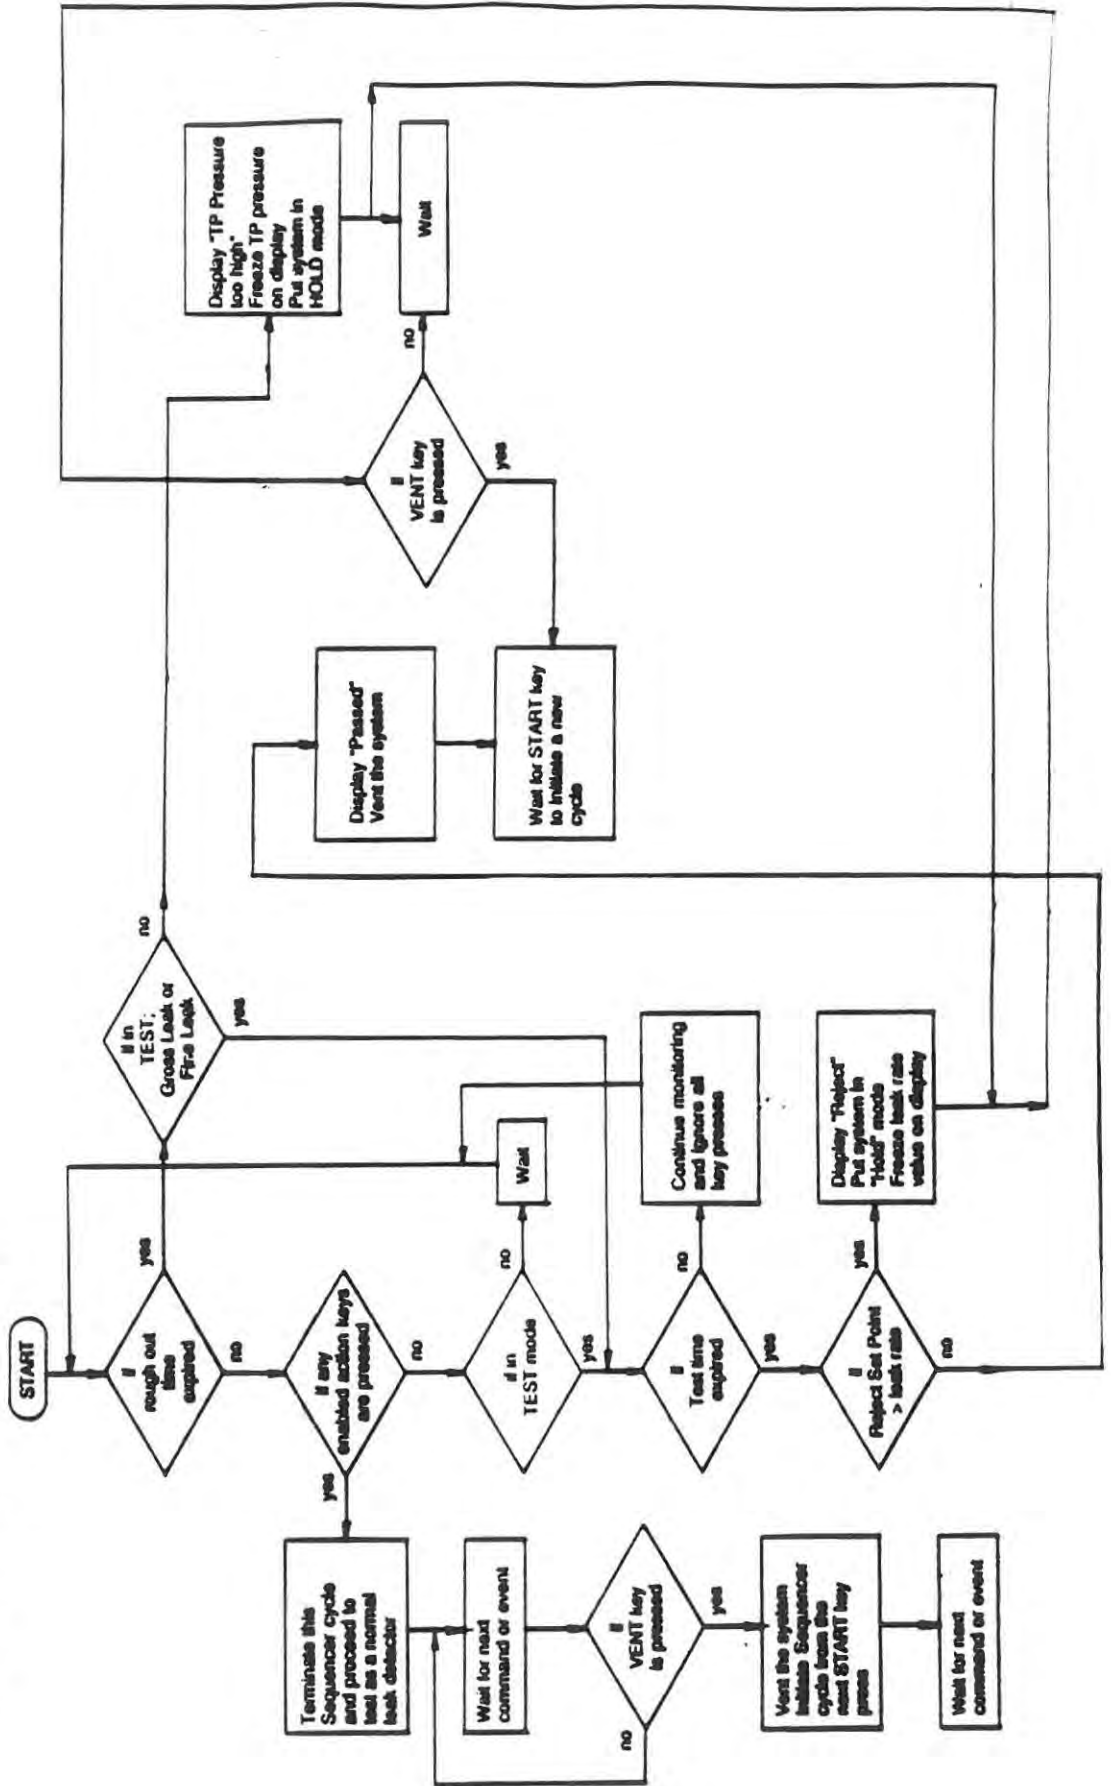 START
If
rough out
time
expired
yes
no
If in
TEST:
Gross Leak or
Fine Leak
no
yes
Display "TP Pressure
too high"
Freeze TP pressure
on display
Put system in
HOLD mode
Wait
If any
enabled action keys
are pressed
yes
no
Terminate this
Sequencer cycle
and proceed to
test as a normal
leak detector
Wait for next
command or event
If
VENT key
is pressed
no
yes
Vent the system
Initiate Sequencer
cycle from the
next START key
press
Wait for next
command or event
If in
TEST mode
no
yes
Wait
If
Test time
expired
no
yes
Continue monitoring
and ignore all
key presses
If
Reject Set Point
> leak rate
yes
no
Display "Reject"
Put system in
"Hold" mode
Freeze leak rate
value on display
If
VENT key
is pressed
no
yes
Display "Passed"
Vent the system
Wait for START key
to initiate a new
cycle